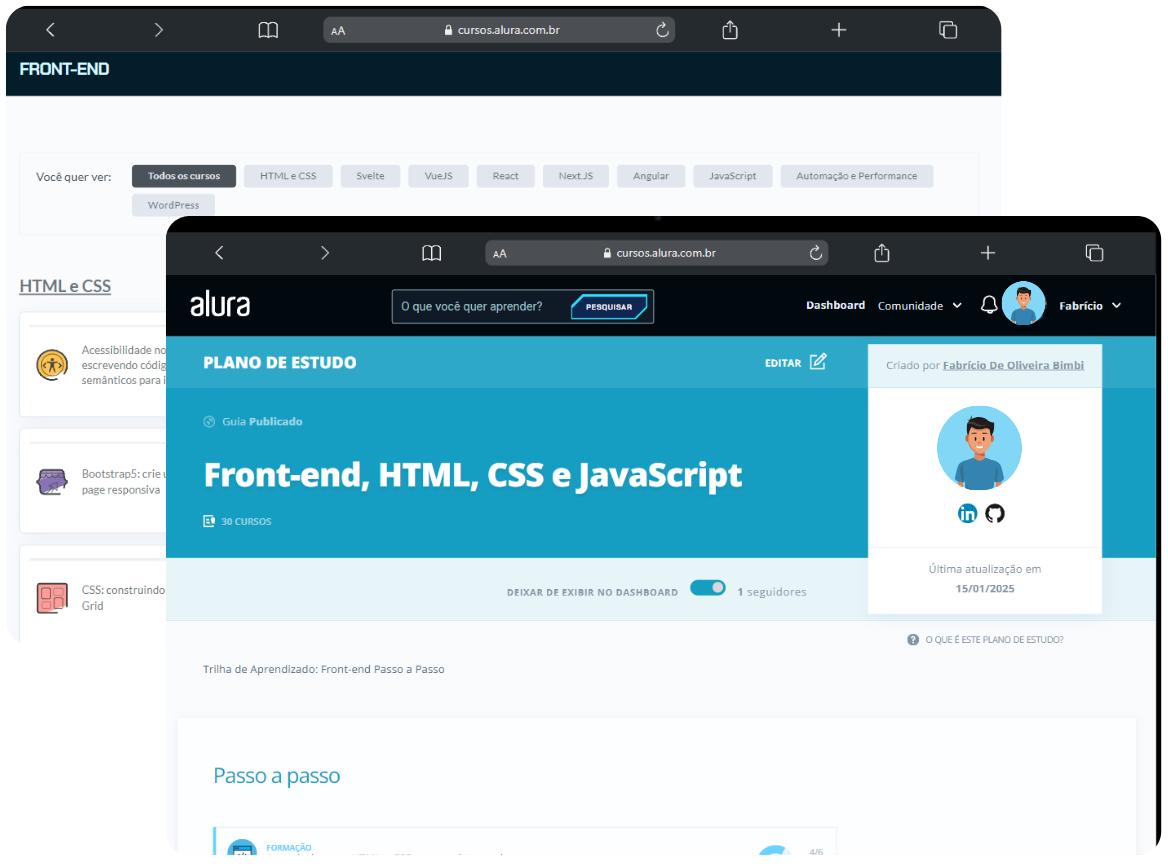 AA cursos.alura.com.br
FRONT-END
Você quer ver: Todos os cursos HTML e CSS Svelte VueJS React Next.JS Angular JavaScript Automação e Performance
WordPress
HTML e CSS
Acessibilidade
escrevendo
semânticos para
Bootstrap5: crie
page responsiva
CSS: construindo
Grid
AA cursos.alura.com.br
alura O que você quer aprender? PESQUISAR Dashboard Comunidade Fabrício
PLANO DE ESTUDO EDITAR
Criado por Fabrício De Oliveira Bimbi
Guia Publicado
Front-end, HTML, CSS e JavaScript
30 CURSOS
in
Última atualização em
15/01/2025
DEIXAR DE EXIBIR NO DASHBOARD 1 seguidores
? O QUE É ESTE PLANO DE ESTUDO?
Trilha de Aprendizado: Front-end Passo a Passo
Passo a passo
FORMAÇÃO
4/6